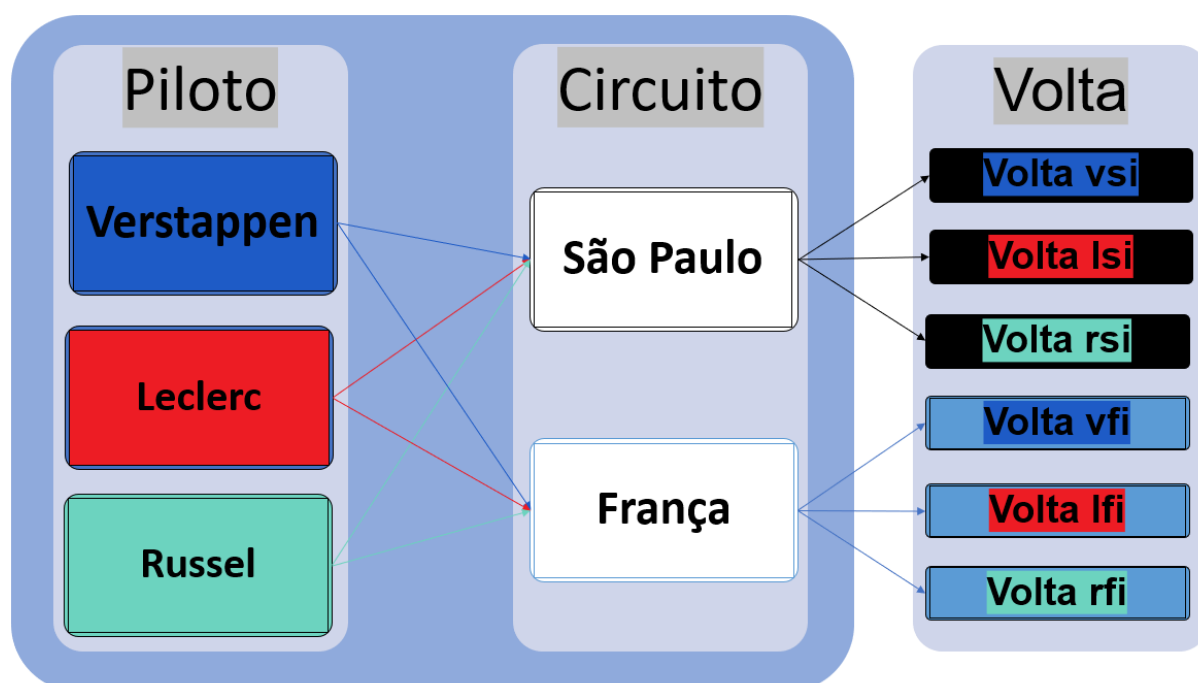 Piloto
Verstappen
Leclerc
Russel
Circuito
São Paulo
França
Volta
Volta vsi
Volta lsi
Volta rsi
Volta vfi
Volta lfi
Volta rfi